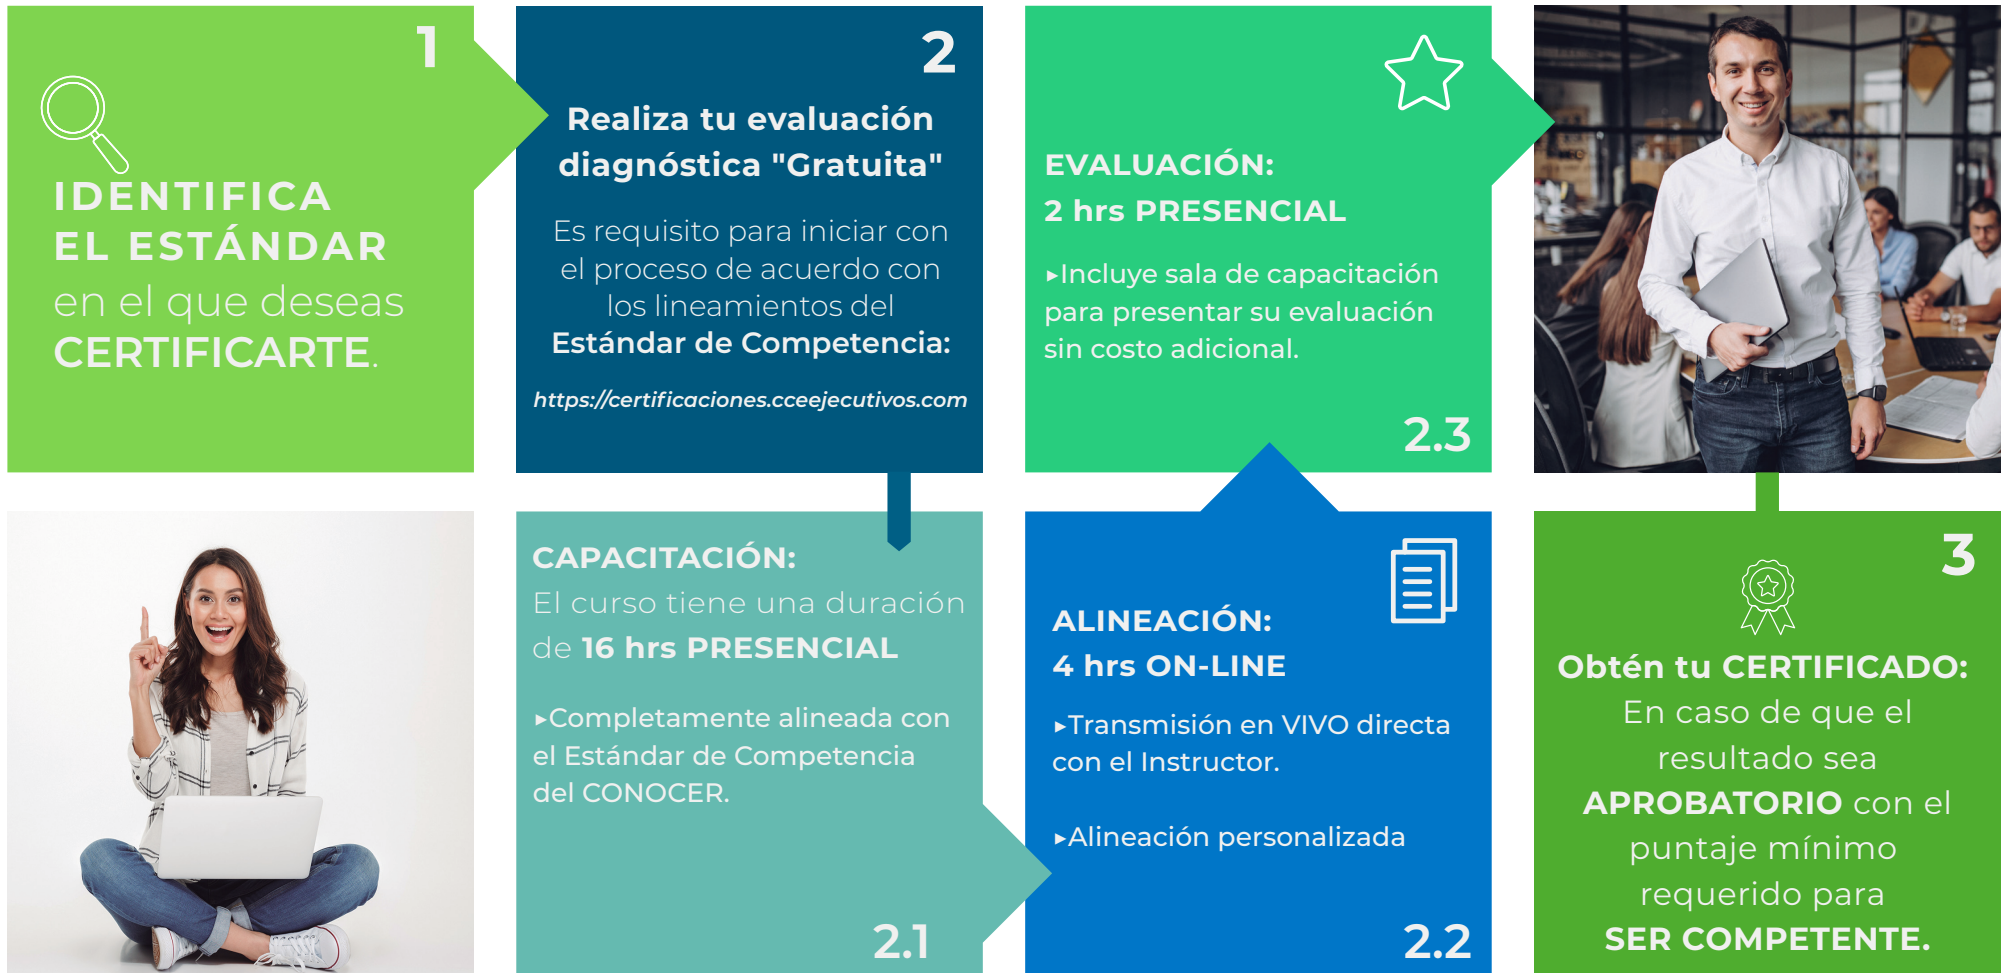 1
IDENTIFICA
EL ESTÁNDAR
en el que deseas
CERTIFICARTE.
2
Realiza tu evaluación
diagnóstica "Gratuita"
Es requisito para iniciar con
el proceso de acuerdo con
los lineamientos del
Estándar de Competencia:
https://certificaciones.cceejecutivos.com
CAPACITACIÓN:
El curso tiene una duración
de 16 hrs PRESENCIAL
▸Completamente alineada con
el Estándar de Competencia
del CONOCER.
2.1
ALINEACIÓN:
4 hrs ON-LINE
▸Transmisión en VIVO directa
con el Instructor.
▸Alineación personalizada
2.2
EVALUACIÓN:
2 hrs PRESENCIAL
▸Incluye sala de capacitación
para presentar su evaluación
sin costo adicional.
2.3
3
Obtén tu CERTIFICADO:
En caso de que el
resultado sea
APROBATORIO con el
puntaje mínimo
requerido para
SER COMPETENTE.